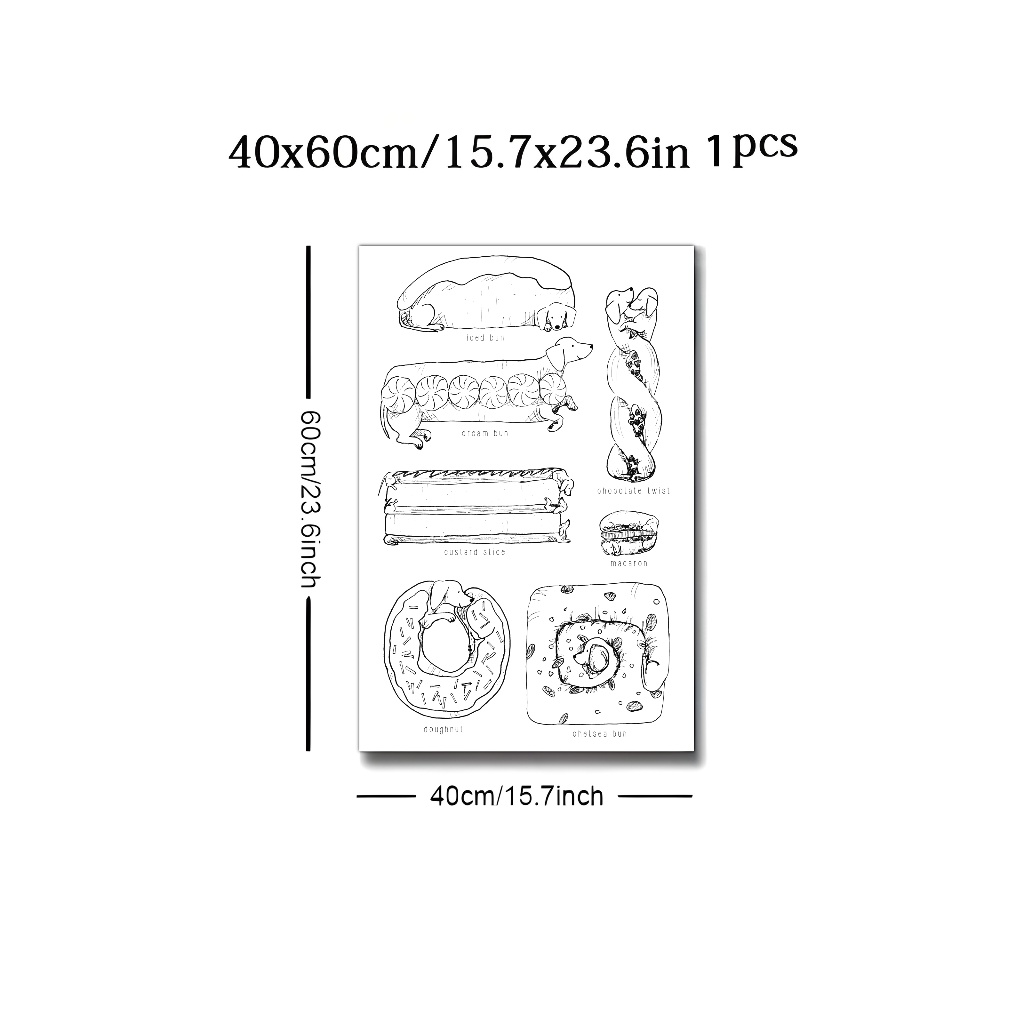 40x60cm/15.7x23.6in 1pcs
60cm/23.6inch
iced bun
cream bun
chocolate twist
custard slice
macaron
doughnut
chelsea bun
40cm/15.7inch